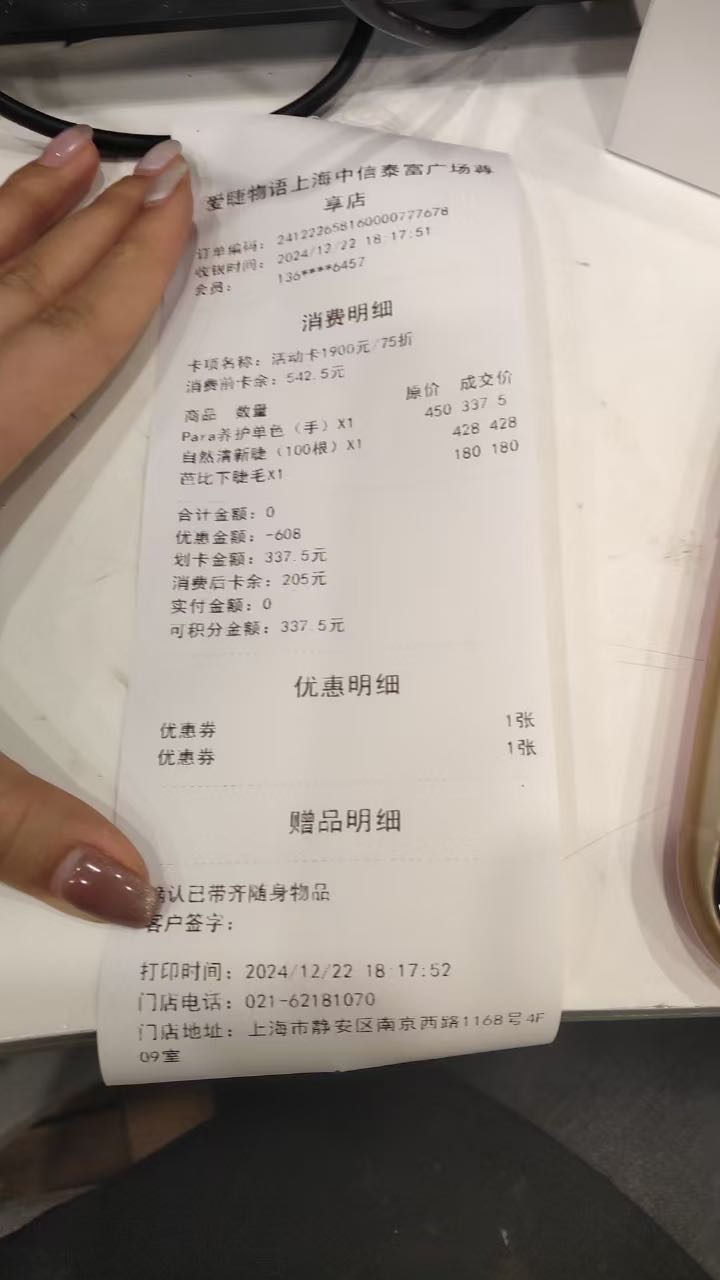 爱睫物语上海中信泰富广场尊
享店
订单编码: 241222658160000777678
收银时间: 2024/12/22 18:17:51
会员: 136****6457
消费明细
卡项名称: 活动卡1900元/75折
消费前卡余: 542.5元
商品 数量 原价 成交价
Para养护单色（手）X1 450 337.5
自然清新睫（100根）X1 428 428
芭比下睫毛X1 180 180
合计金额: 0
优惠金额: -608
划卡金额: 337.5元
消费后卡余: 205元
实付金额: 0
可积分金额: 337.5元
优惠明细
优惠券 1张
优惠券 1张
赠品明细
确认已带齐随身物品
客户签字:
打印时间: 2024/12/22 18:17:52
门店电话: 021-62181070
门店地址: 上海市静安区南京西路1168号4F
09室